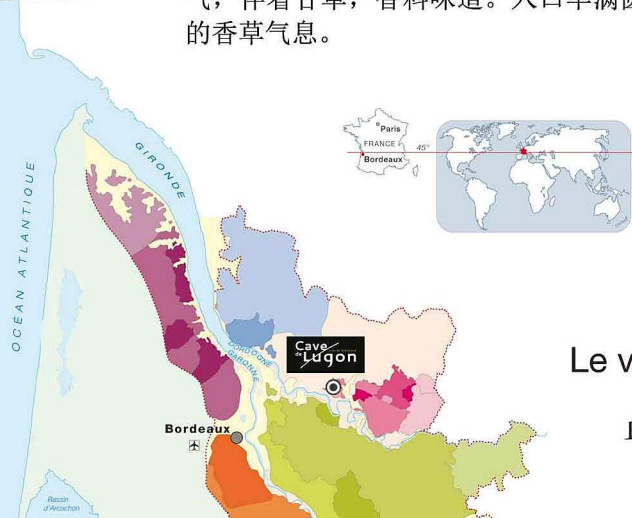 的香草气息。
Paris
FRANCE
45°
Bordeaux
GIRONDE
OCÉAN ATLANTIQUE
Cave
de Lugon
DORDOGNE
GARONNE
Le v
Bordeaux
Bassin
d'Arcachon